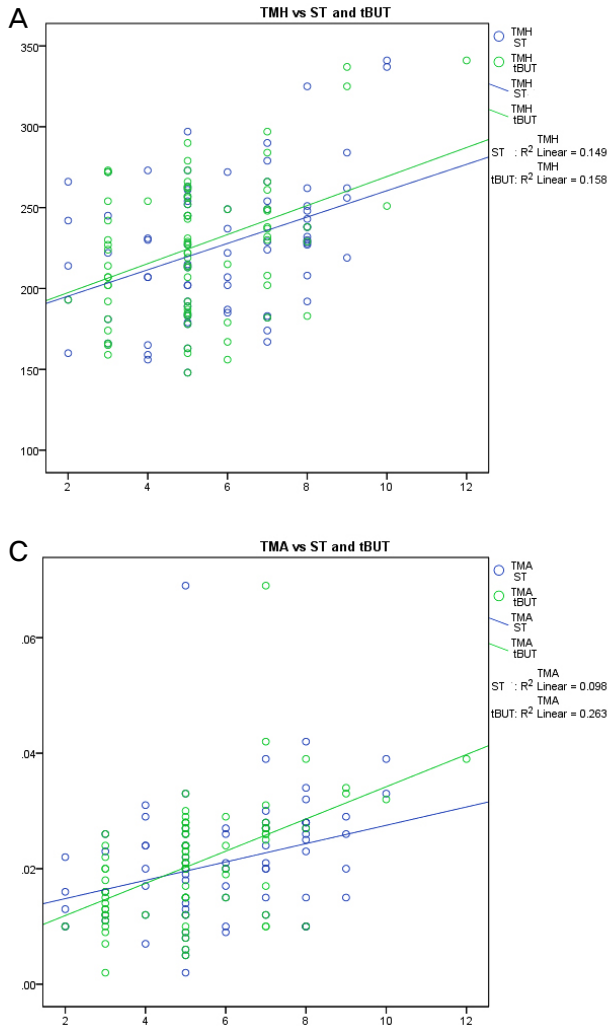 A
TMH vs ST and tBUT
350
300
250
200
150
100
2 4 6 8 10 12
TMH
ST
TMH
tBUT
TMH
ST
TMH
tBUT
TMH
ST : R² Linear = 0.149
TMH
tBUT: R² Linear = 0.158
C
TMA vs ST and tBUT
.06
.04
.02
.00
2 4 6 8 10 12
TMA
ST
TMA
tBUT
TMA
ST
TMA
tBUT
TMA
ST : R² Linear = 0.098
TMA
tBUT: R² Linear = 0.263